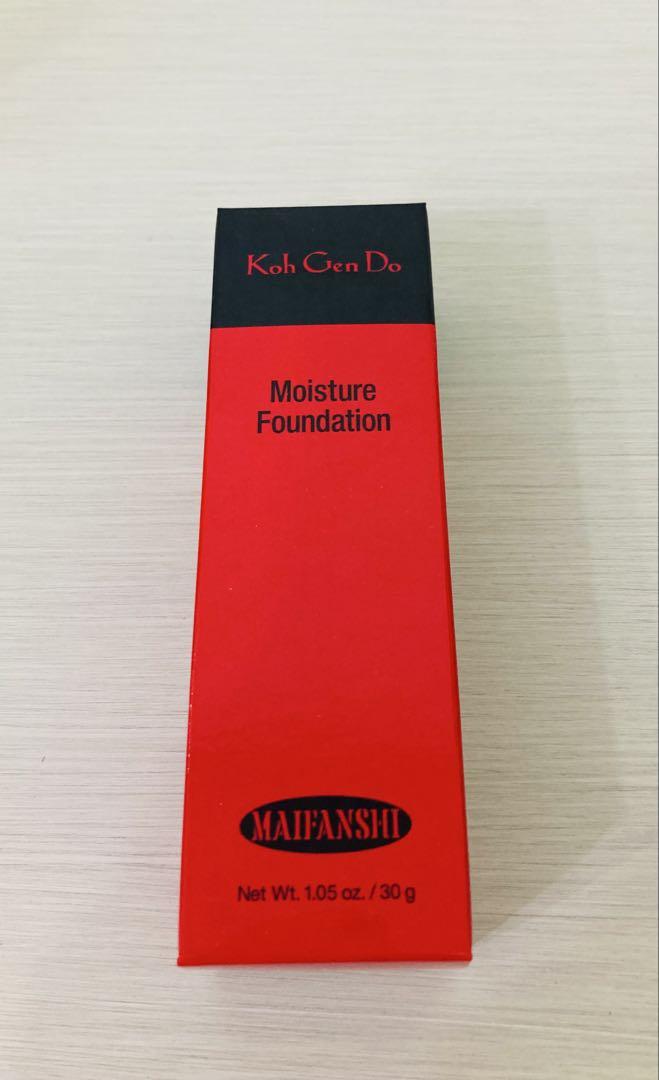 Koh Gen Do
Moisture
Foundation
MAIFANSHI
Net Wt. 1.05 oz. / 30 g